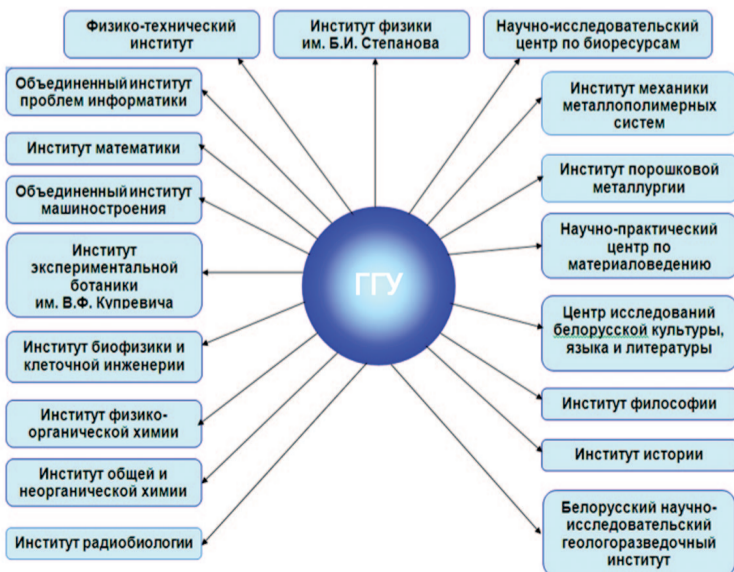 Физико-технический
институт
Институт физики
им. Б.И. Степанова
Научно-исследовательский
центр по биоресурсам
Объединенный институт
проблем информатики
Институт математики
Объединенный институт
машиностроения
Институт
экспериментальной
ботаники
им. В.Ф. Купревича
Институт биофизики и
клеточной инженерии
Институт физико-
органической химии
Институт общей и
неорганической химии
Институт радиобиологии
ГГУ
Институт механики
металлополимерных
систем
Институт порошковой
металлургии
Научно-практический
центр по
материаловедению
Центр исследований
белорусской культуры,
языка и литературы
Институт философии
Институт истории
Белорусский научно-
исследовательский
геологоразведочный
институт